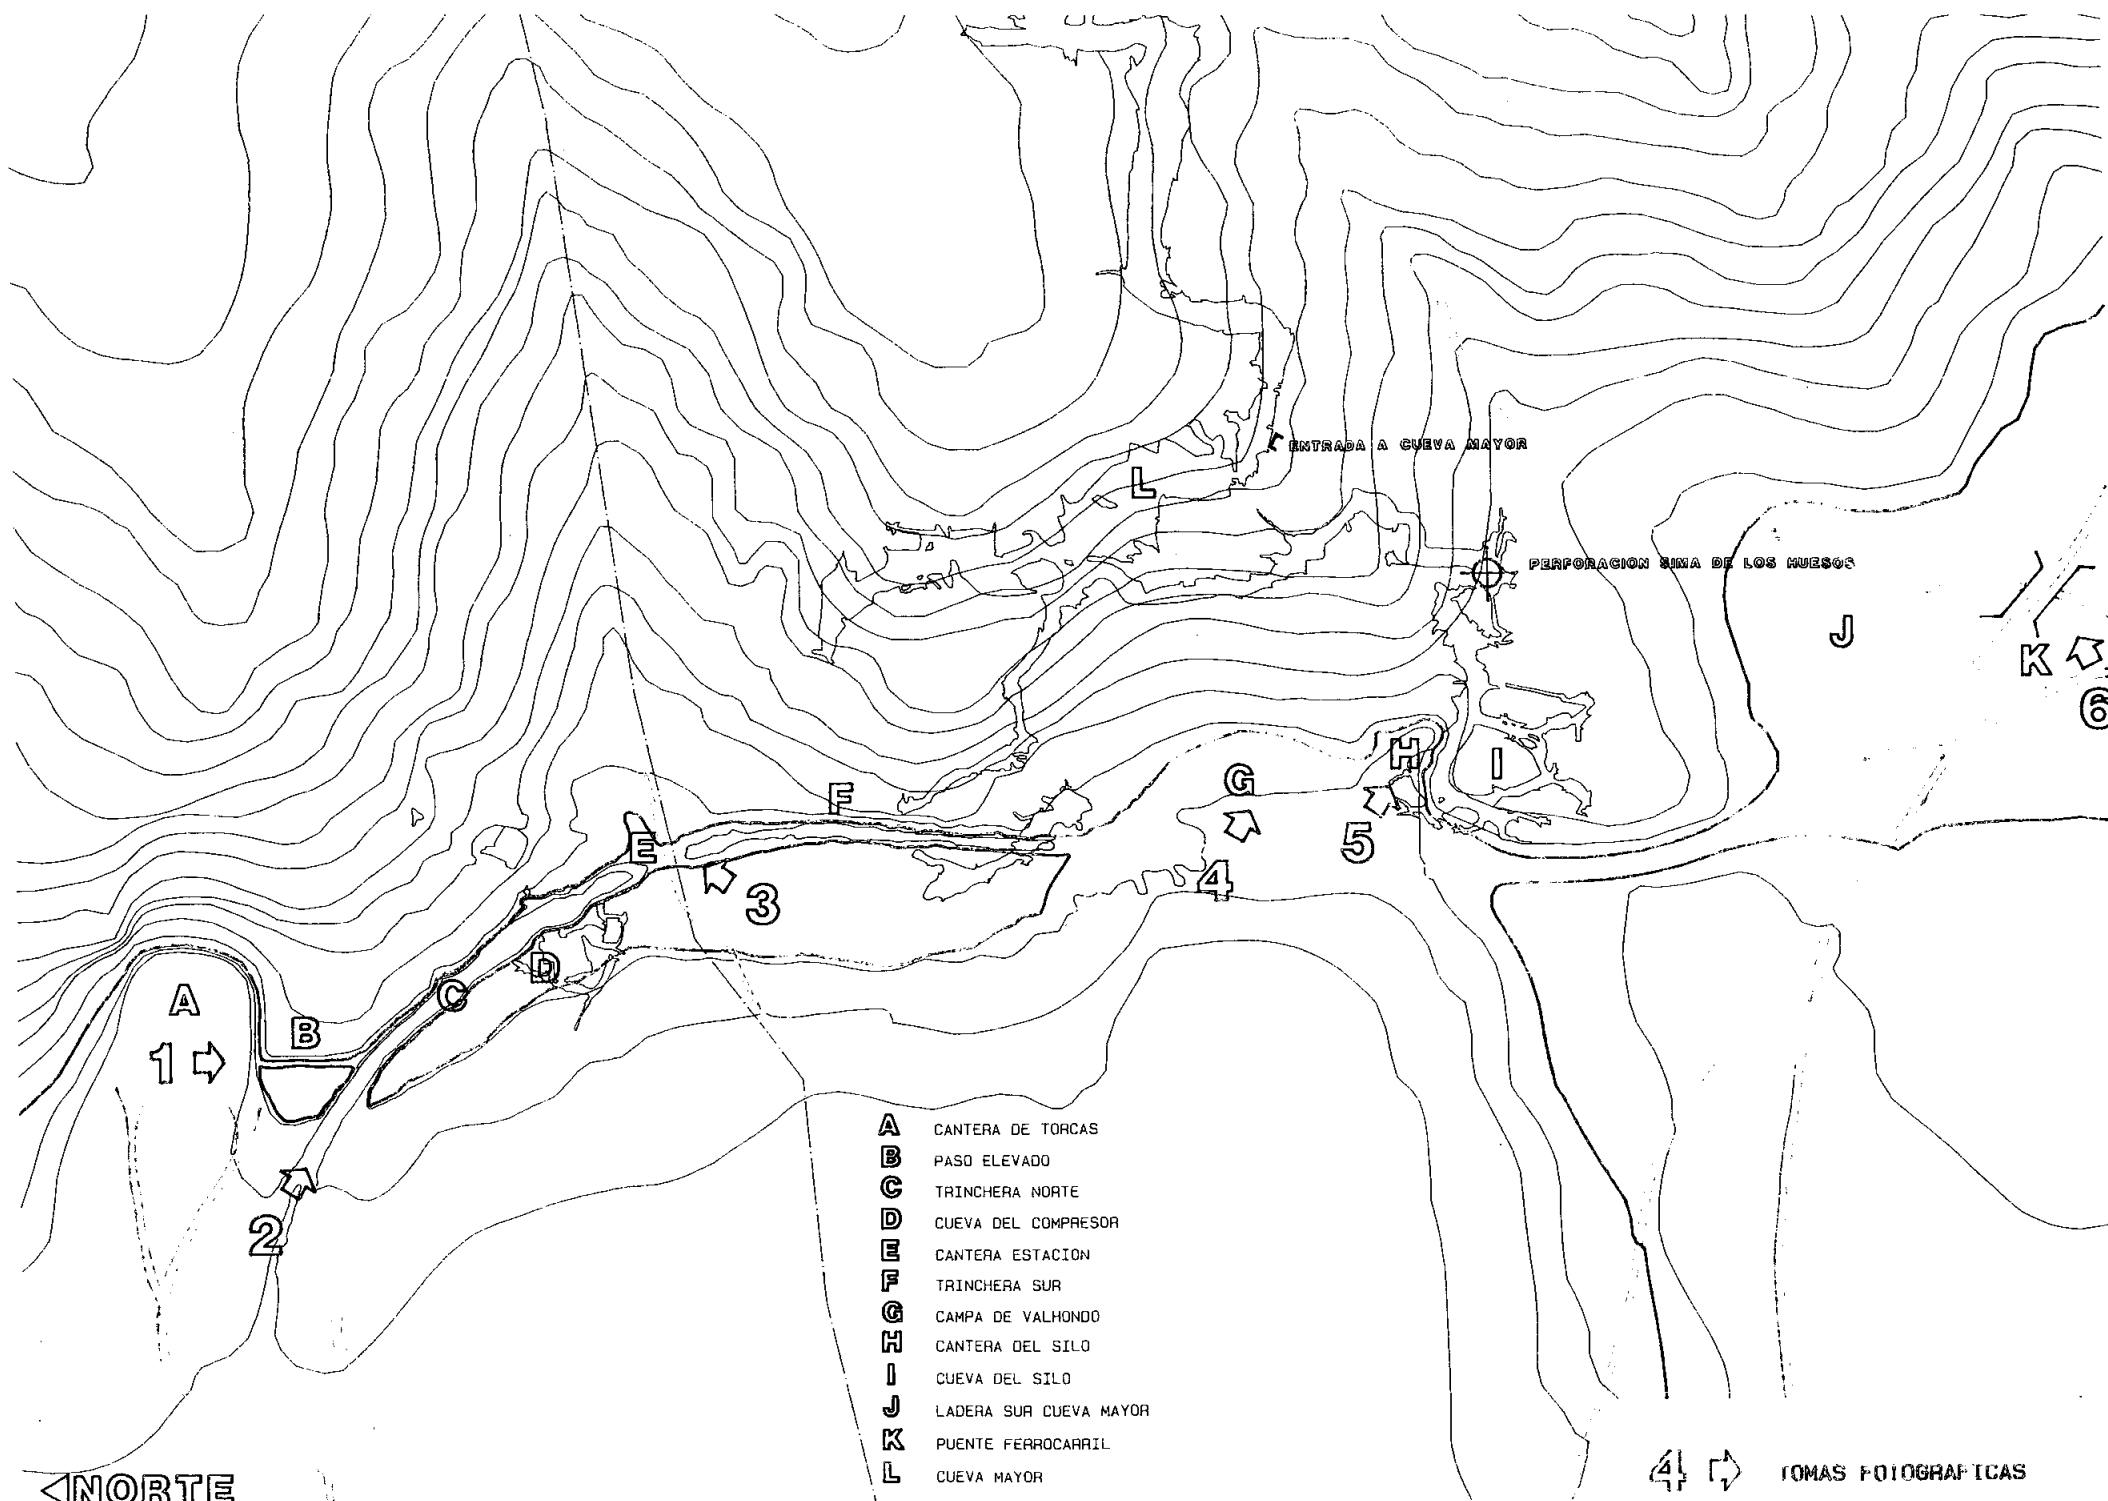 ENTRADA A CUEVA MAYOR
L
PERFORACION SIMA DE LOS HUESOS
J
K
6
H
I
G
F
5
E
4
3
D
C
A
B
1
2
A CANTERA DE TORCAS
B PASO ELEVADO
C TRINCHERA NORTE
D CUEVA DEL COMPRESOR
E CANTERA ESTACION
F TRINCHERA SUR
G CAMPA DE VALHONDO
H CANTERA DEL SILO
I CUEVA DEL SILO
J LADERA SUR CUEVA MAYOR
K PUENTE FERROCARRIL
L CUEVA MAYOR
NORTE
4 TOMAS FOTOGRAFICAS